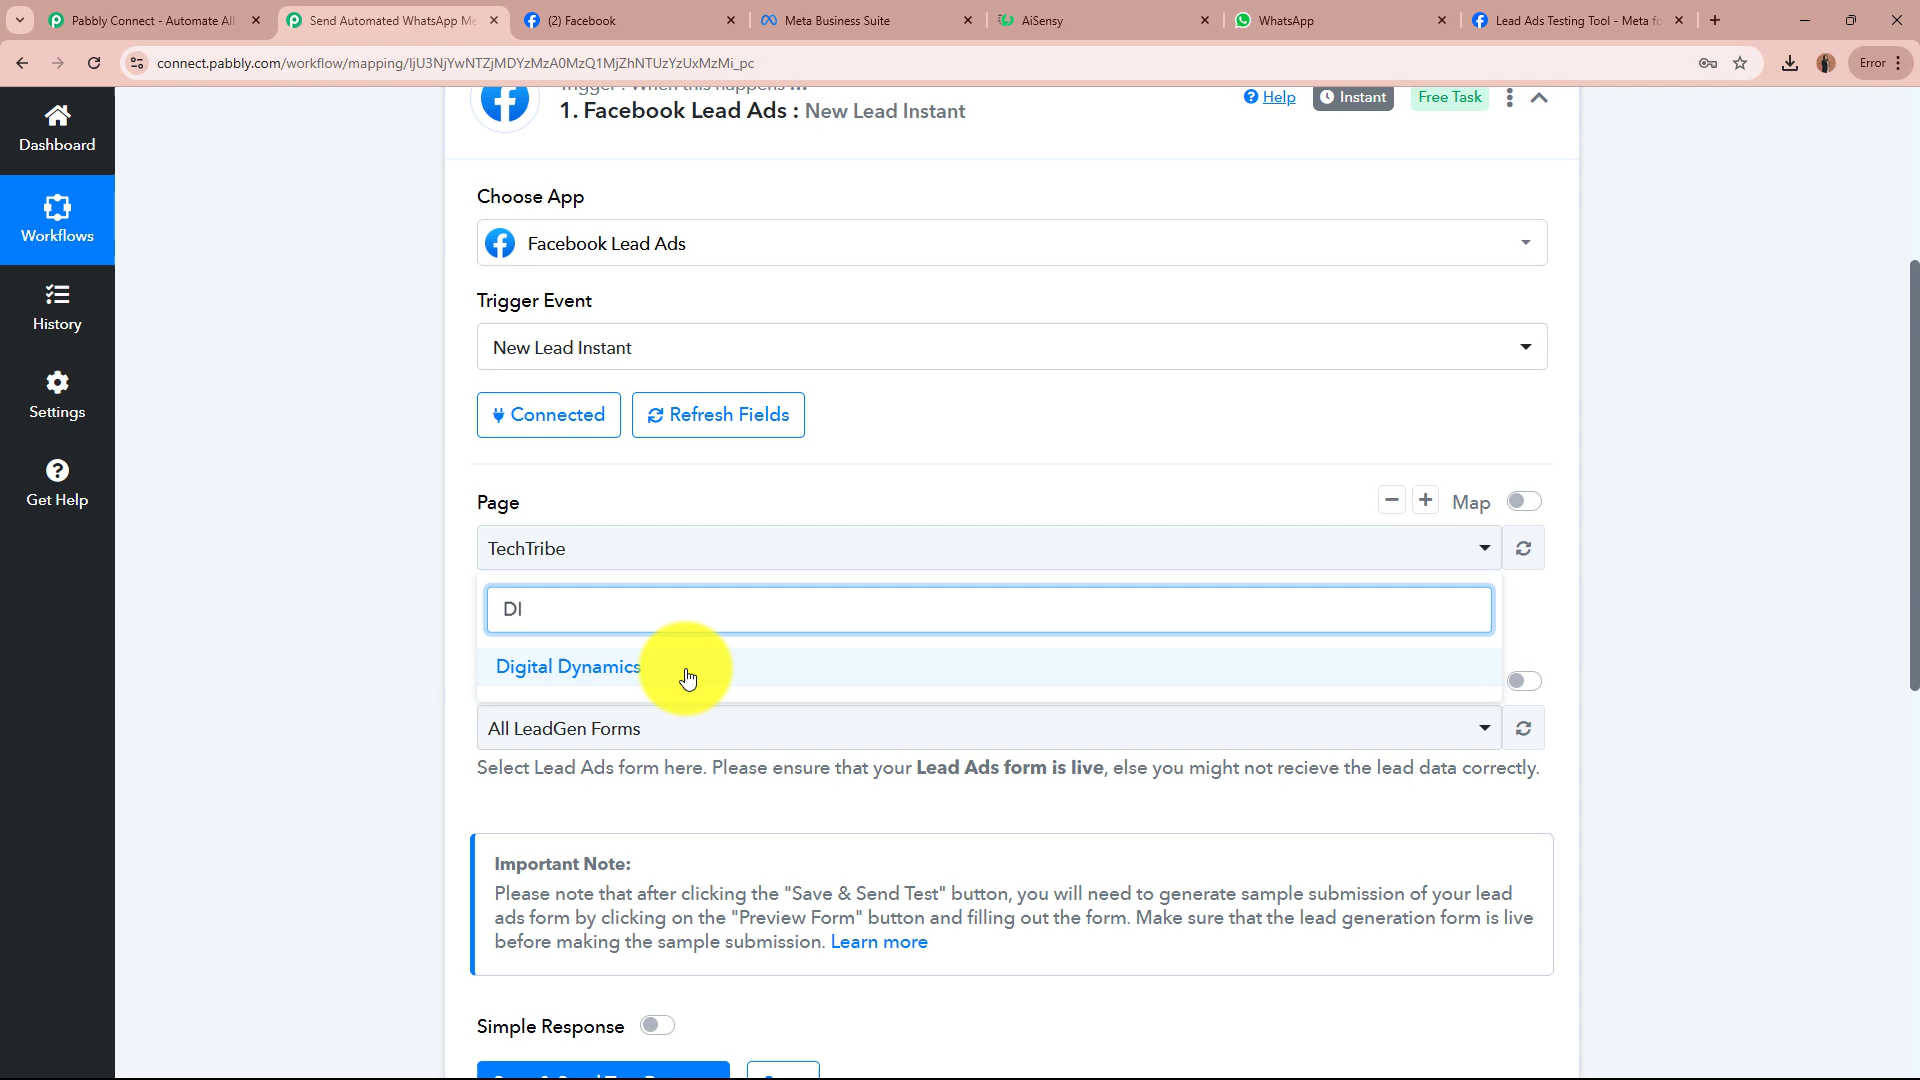 Pabbly Connect - Automate All
Send Automated WhatsApp Me
(2) Facebook
Meta Business Suite
AiSensy
WhatsApp
Lead Ads Testing Tool - Meta fo
connect.pabbly.com/workflow/mapping/IjU3NjYwNTZjMDYzMzA0MzQ1MjZhNTUzYzUxMzMi_pc
Error
Dashboard
Workflows
History
Settings
Get Help
Trigger : When this happens ...
1. Facebook Lead Ads : New Lead Instant
Help
Instant
Free Task
Choose App
Facebook Lead Ads
Trigger Event
New Lead Instant
Connected
Refresh Fields
Page
Map
TechTribe
DI
Digital Dynamics
All LeadGen Forms
Select Lead Ads form here. Please ensure that your Lead Ads form is live, else you might not recieve the lead data correctly.
Important Note:
Please note that after clicking the "Save & Send Test" button, you will need to generate sample submission of your lead
ads form by clicking on the "Preview Form" button and filling out the form. Make sure that the lead generation form is live
before making the sample submission. Learn more
Simple Response